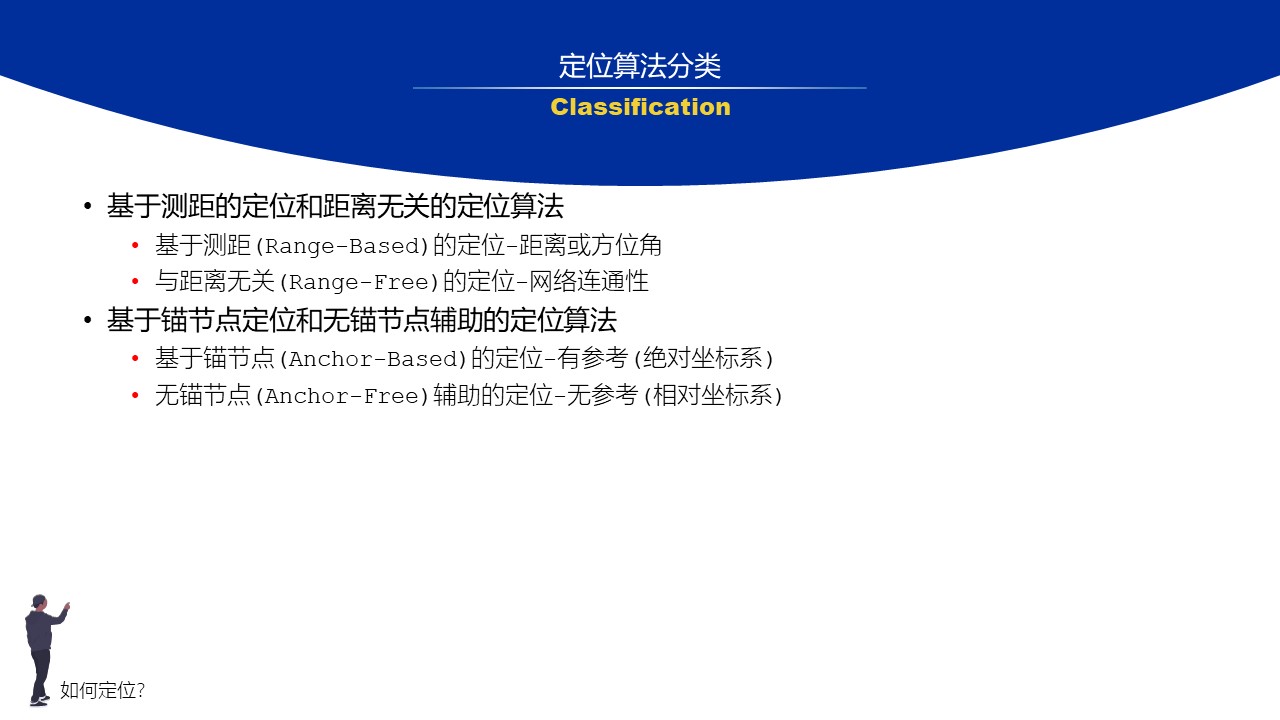 定位算法分类
Classification
• 基于测距的定位和距离无关的定位算法
• 基于测距(Range-Based)的定位-距离或方位角
• 与距离无关(Range-Free)的定位-网络连通性
• 基于锚节点定位和无锚节点辅助的定位算法
• 基于锚节点(Anchor-Based)的定位-有参考(绝对坐标系)
• 无锚节点(Anchor-Free)辅助的定位-无参考(相对坐标系)
如何定位?